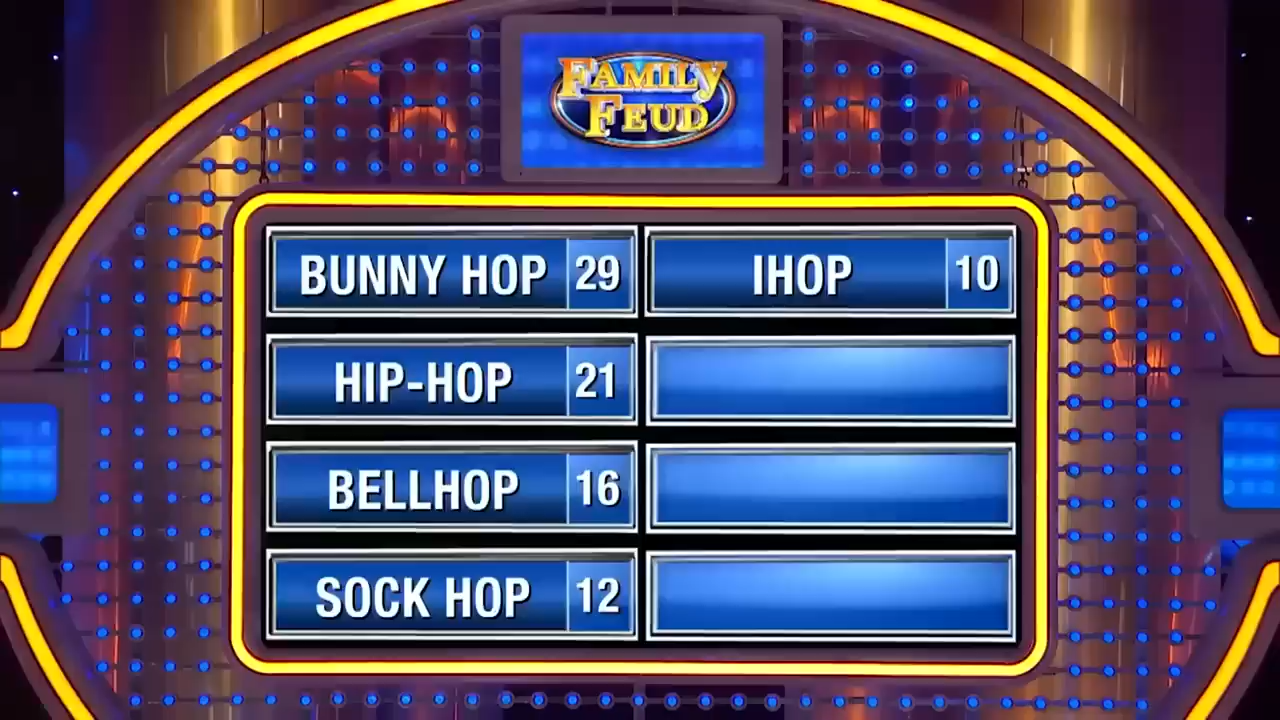 FAMILY
FEUD
BUNNY HOP 29
HIP-HOP 21
BELLHOP 16
SOCK HOP 12
IHOP 10